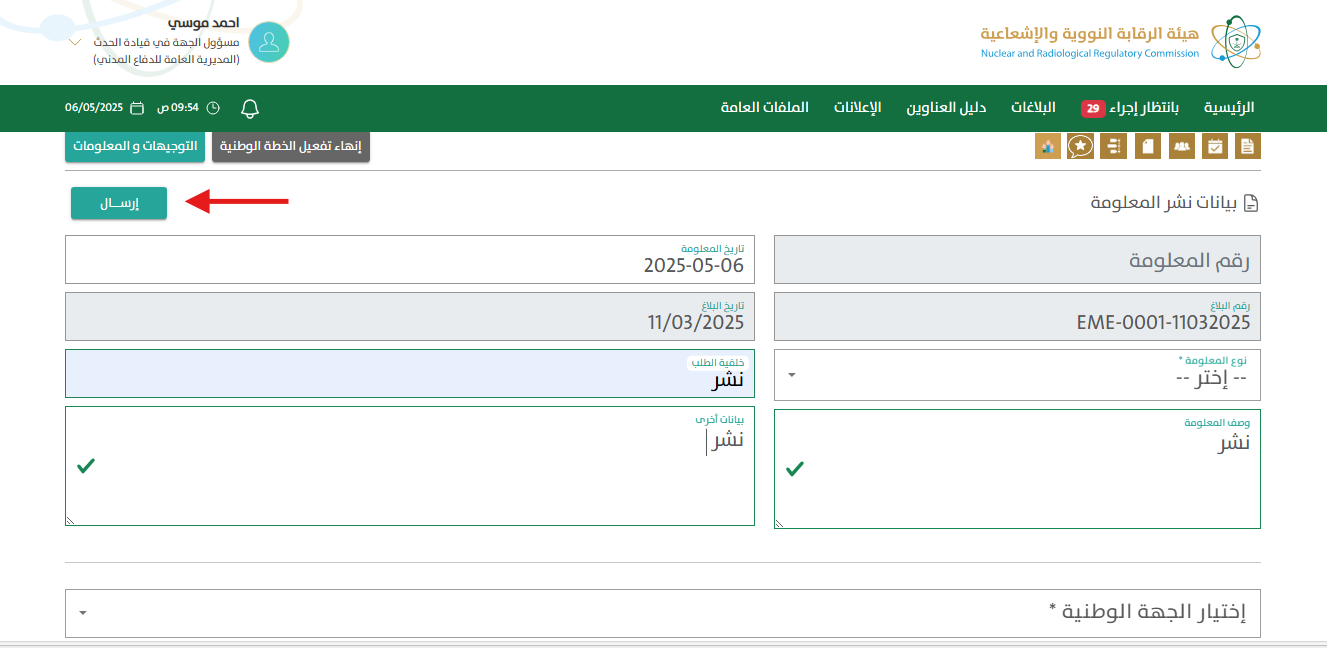 هيئة الرقابة النووية والإشعاعية
Nuclear and Radiological Regulatory Commission
احمد موسي
مسؤول الجهة في قيادة الحدث
(المديرية العامة للدفاع المدني)
الرئيسية بانتظار إجراء 29 البلاغات دليل العناوين الإعلانات الملفات العامة 09:54 ص 06/05/2025
إنهاء تفعيل الخطة الوطنية التوجيهات و المعلومات
بيانات نشر المعلومة
إرســال
رقم المعلومة
تاريخ المعلومة
2025-05-06
رقم البلاغ
EME-0001-11032025
تاريخ البلاغ
11/03/2025
نوع المعلومة *
-- إختر --
خلفية الطلب
نشر
وصف المعلومة
نشر
بيانات أخرى
نشر
إختيار الجهة الوطنية *